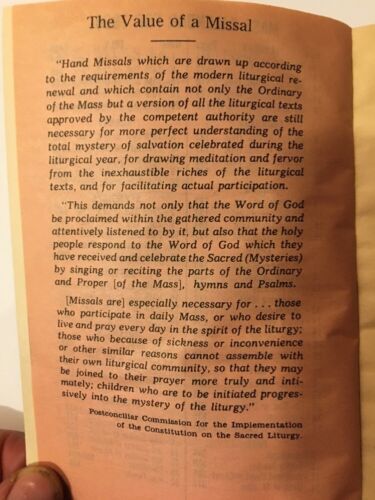 The Value of a Missal
"Hand Missals which are drawn up according
to the requirements of the modern liturgical re-
newal and which contain not only the Ordinary
of the Mass but a version of all the liturgical texts
approved by the competent authority are still
necessary for more perfect understanding of the
total mystery of salvation celebrated during the
liturgical year, for drawing meditation and fervor
from the inexhaustible riches of the liturgical
texts, and for facilitating actual participation.
"This demands not only that the Word of God
be proclaimed within the gathered community and
attentively listened to by it, but also that the holy
people respond to the Word of God which they
have received and celebrate the Sacred (Mysteries)
by singing or reciting the parts of the Ordinary
and Proper [of the Mass], hymns and Psalms.
[Missals are] especially necessary for . . . those
who participate in daily Mass, or who desire to
live and pray every day in the spirit of the liturgy;
those who because of sickness or inconvenience
or other similar reasons cannot assemble with
their own liturgical community, so that they may
be joined to their prayer more truly and inti-
mately; children who are to be initiated progres-
sively into the mystery of the liturgy."
Postconciliar Commission for the Implementation
of the Constitution on the Sacred Liturgy.